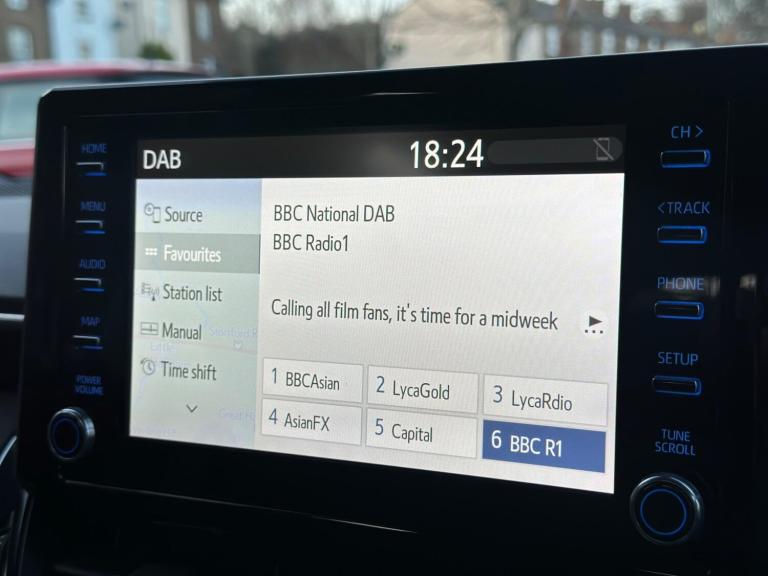 DAB
18:24
HOME
MENU
AUDIO
MAP
POWER
VOLUME
Source
Favourites
Station list
Manual
Time shift
BBC National DAB
BBC Radio1
Calling all film fans, it's time for a midweek
1 BBCAsian
2 LycaGold
3 LycaRdio
4 AsianFX
5 Capital
6 BBC R1
CH >
< TRACK
PHONE
SETUP
TUNE
SCROLL